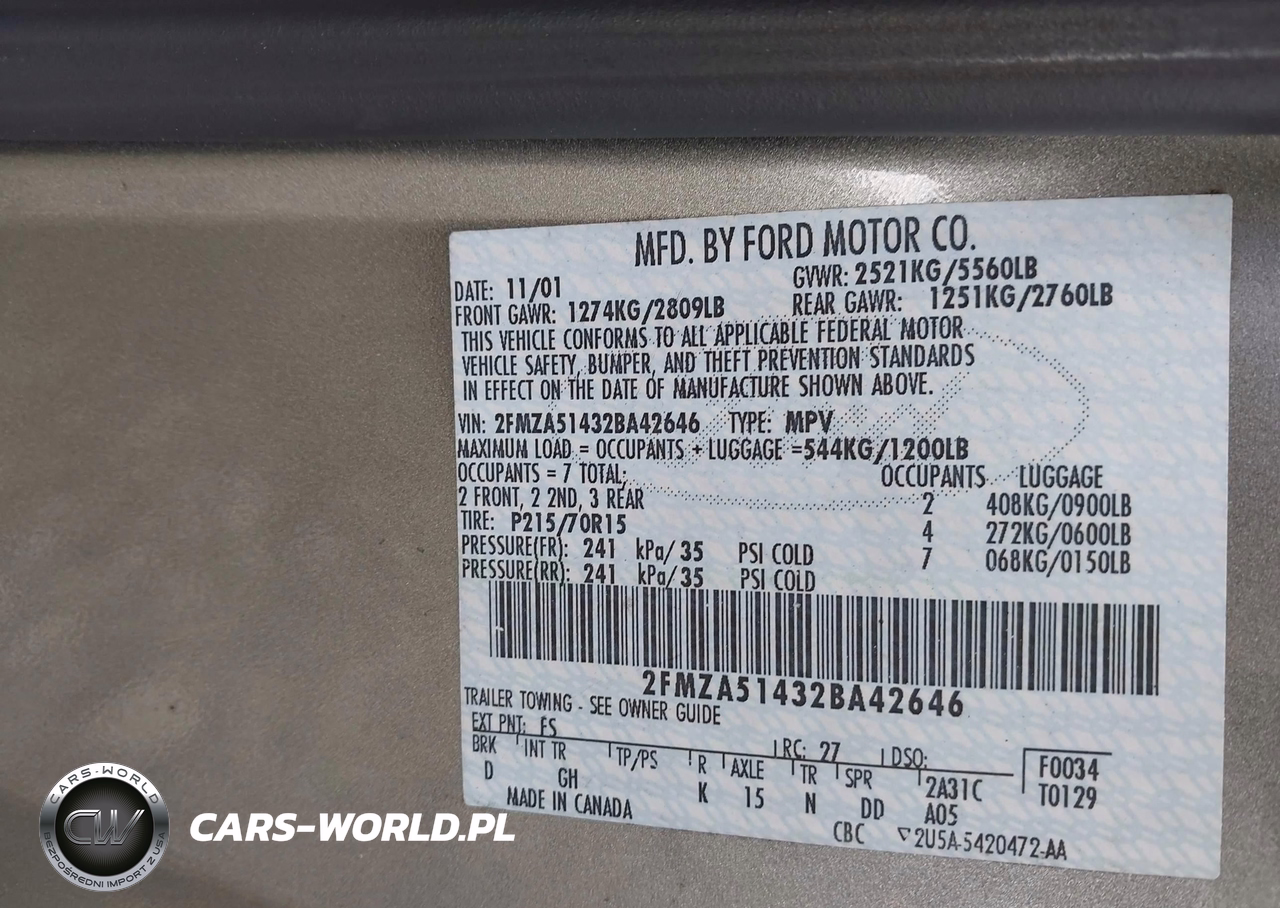 MFD. BY FORD MOTOR CO.
DATE: 11/01 GVWR: 2521KG/5560LB
FRONT GAWR: 1274KG/2809LB REAR GAWR: 1251KG/2760LB
THIS VEHICLE CONFORMS TO ALL APPLICABLE FEDERAL MOTOR
VEHICLE SAFETY, BUMPER, AND THEFT PREVENTION STANDARDS
IN EFFECT ON THE DATE OF MANUFACTURE SHOWN ABOVE.
VIN: 2FMZA51432BA42646 TYPE: MPV
MAXIMUM LOAD = OCCUPANTS + LUGGAGE =544KG/1200LB
OCCUPANTS = 7 TOTAL; OCCUPANTS LUGGAGE
2 FRONT, 2 2ND, 3 REAR 2 408KG/0900LB
TIRE: P215/70R15 4 272KG/0600LB
PRESSURE(FR): 241 kPa/ 35 PSI COLD 7 068KG/0150LB
PRESSURE(RR): 241 kPa/ 35 PSI COLD
2FMZA51432BA42646
TRAILER TOWING - SEE OWNER GUIDE
EXT PNT: FS RC: 27 DSO: F0034
BRK INT TR TP/PS R AXLE TR SPR 2A31C T0129
D GH K 15 N DD A05
MADE IN CANADA CBC ▽2U5A-5420472-AA
CARS-WORLD
CW
BEZPOŚREDNI IMPORT Z USA
CARS-WORLD.PL